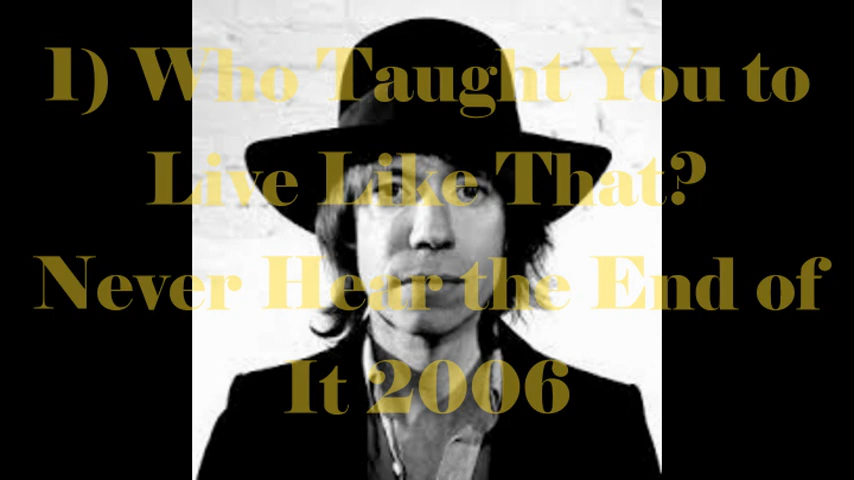 1) Who Taught You to
Live Like That?
Never Hear the End of
It 2006